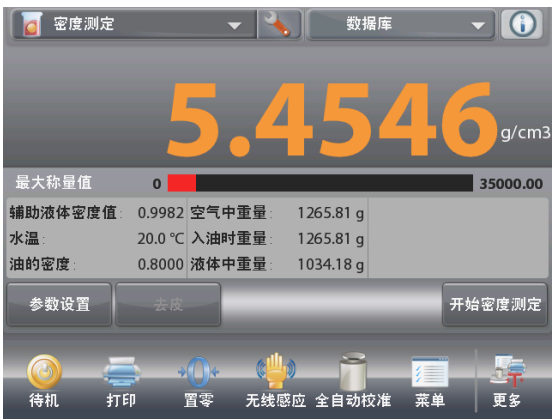 密度测定 数据库
5.4546 g/cm3
最大称量值 0 35000.00
辅助液体密度值: 0.9982 空气中重量: 1265.81 g
水温: 20.0 ℃ 入油时重量: 1265.81 g
油的密度: 0.8000 液体中重量: 1034.18 g
参数设置 去皮 开始密度测定
0
待机 打印 置零 无线感应 全自动校准 菜单 更多